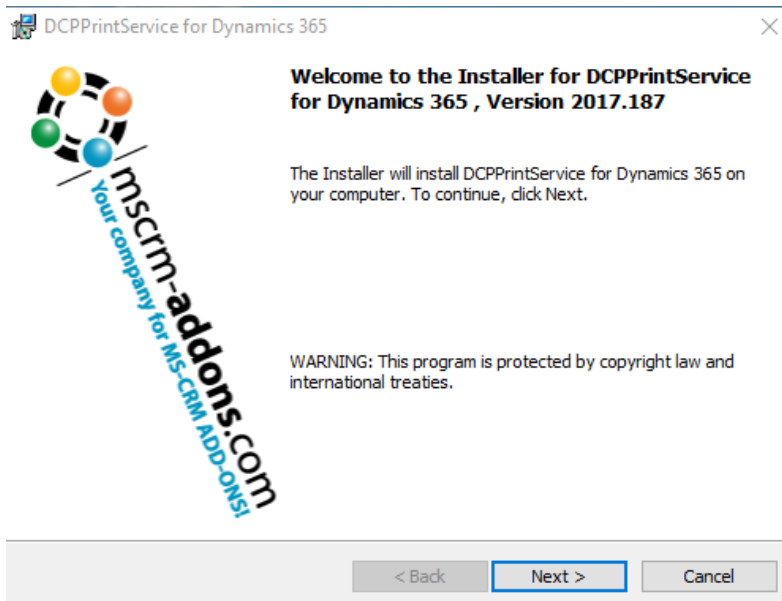 DCPPrintService for Dynamics 365
Welcome to the Installer for DCPPrintService
for Dynamics 365 , Version 2017.187
The Installer will install DCPPrintService for Dynamics 365 on
your computer. To continue, click Next.
mscrm-addons.com
Your company for MS-CRM ADD-ONS!
WARNING: This program is protected by copyright law and
international treaties.
< Back
Next >
Cancel